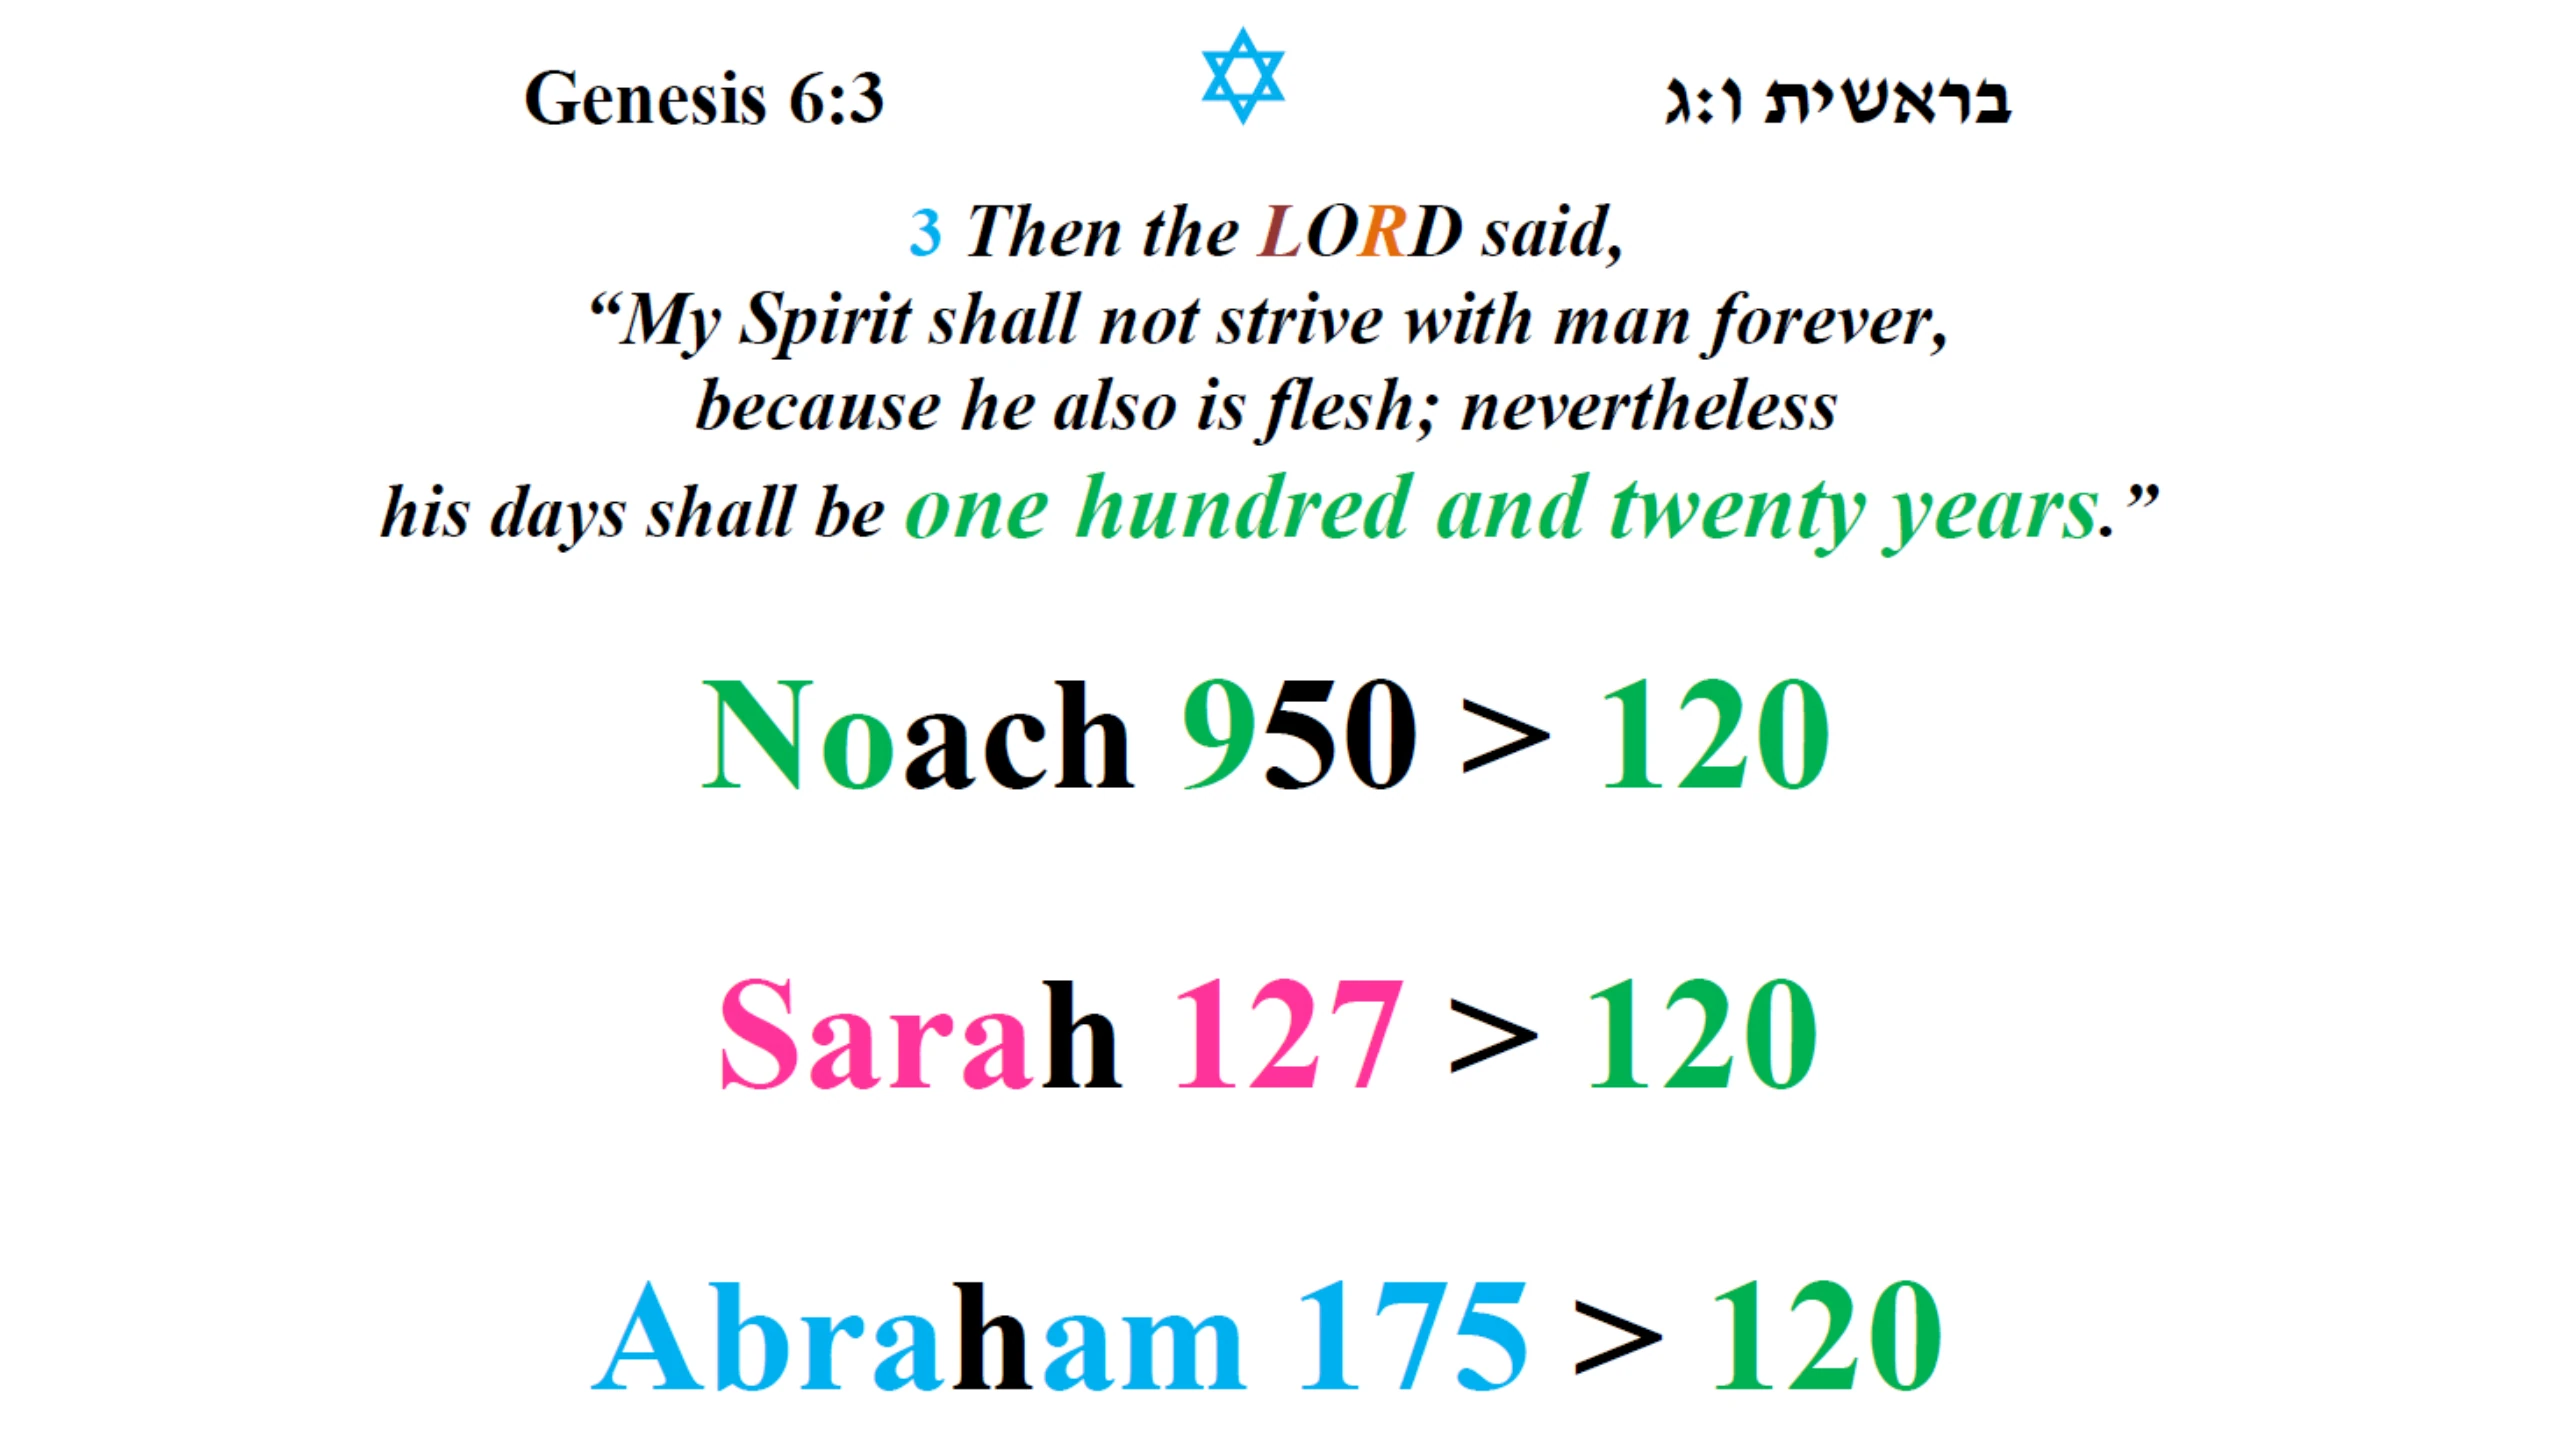 Genesis 6:3 בראשית ו:ג
3 Then the LORD said,
“My Spirit shall not strive with man forever,
because he also is flesh; nevertheless
his days shall be one hundred and twenty years.”
Noach 950 > 120
Sarah 127 > 120
Abraham 175 > 120